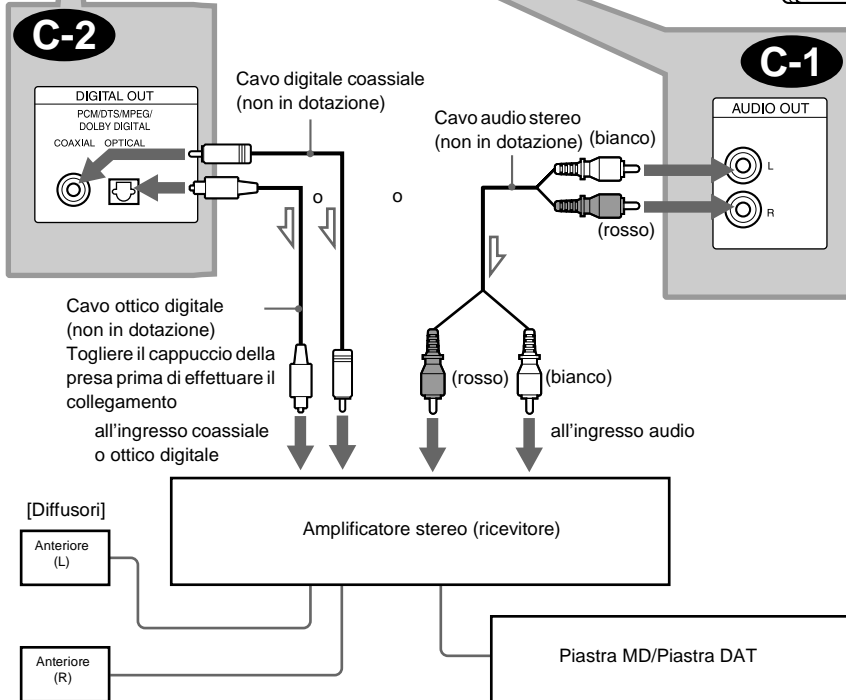 C-2
C-1
DIGITAL OUT
PCM/DTS/MPEG/
DOLBY DIGITAL
COAXIAL OPTICAL
Cavo digitale coassiale
(non in dotazione)
Cavo audio stereo
(non in dotazione)
(bianco)
(rosso)
AUDIO OUT
L
R
o
o
Cavo ottico digitale
(non in dotazione)
Togliere il cappuccio della
presa prima di effettuare il
collegamento
(rosso)
(bianco)
all'ingresso coassiale
o ottico digitale
all'ingresso audio
Amplificatore stereo (ricevitore)
[Diffusori]
Anteriore
(L)
Anteriore
(R)
Piastra MD/Piastra DAT